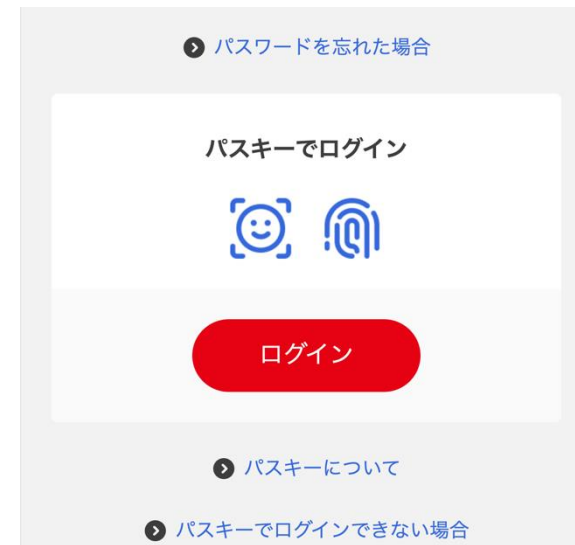 パスワードを忘れた場合
パスキーでログイン
ログイン
パスキーについて
パスキーでログインできない場合